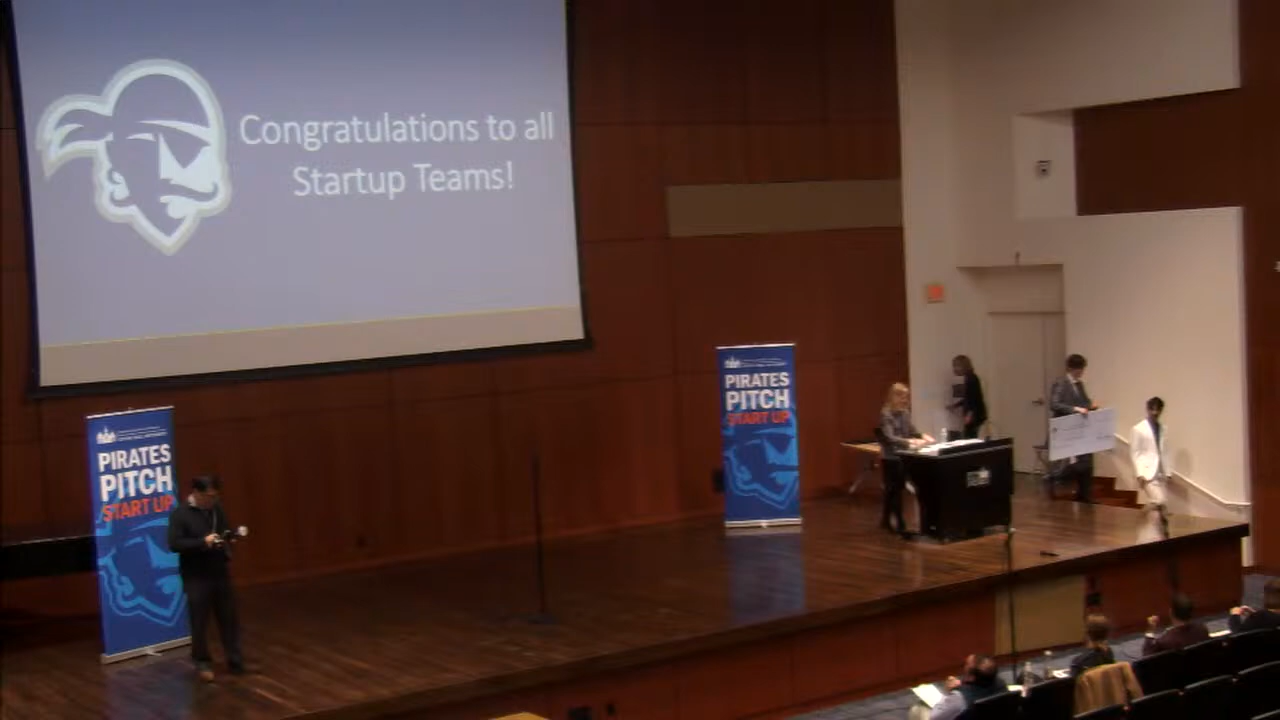 Congratulations to all
Startup Teams!
PIRATES
PITCH
START UP
PIRATES
PITCH
START UP